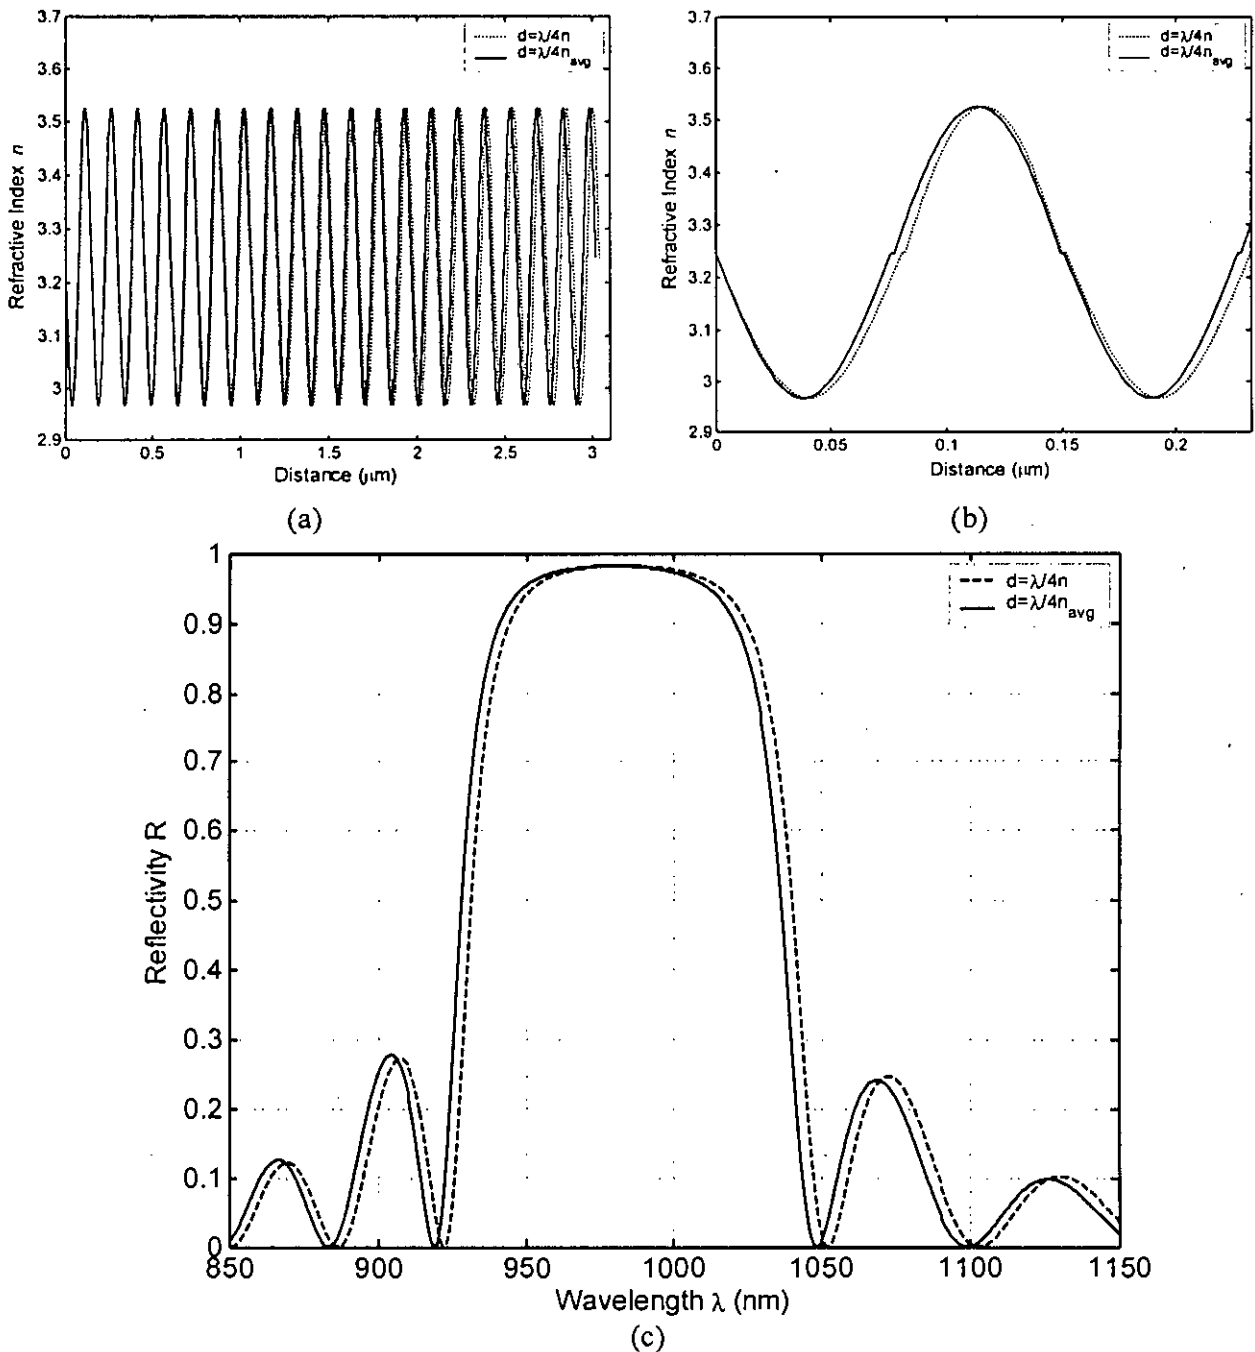 3.7
3.6
3.5
3.4
3.3
3.2
3.1
3
2.9
Refractive Index n
d=λ/4n
d=λ/4n_avg
0 0.5 1 1.5 2 2.5 3
Distance (μm)
(a)
3.7
3.6
3.5
3.4
3.3
3.2
3.1
3
2.9
Refractive Index n
d=λ/4n
d=λ/4n_avg
0 0.05 0.1 0.15 0.2
Distance (μm)
(b)
1
0.9
0.8
0.7
0.6
0.5
0.4
0.3
0.2
0.1
0
Reflectivity R
d=λ/4n
d=λ/4n_avg
850 900 950 1000 1050 1100 1150
Wavelength λ (nm)
(c)